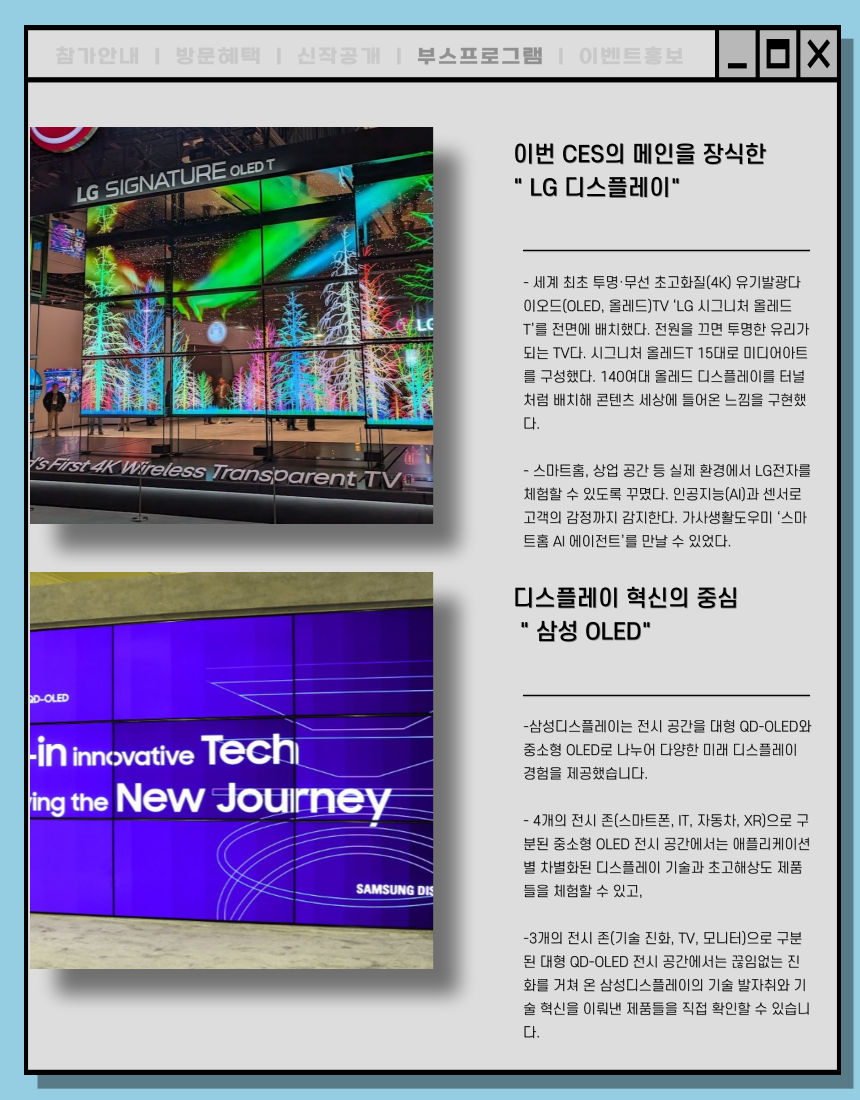 참가안내 | 방문혜택 | 신작공개 | 부스프로그램 | 이벤트홍보
LG SIGNATURE OLED T
LG
d's First 4K Wireless Transparent TV
이번 CES의 메인을 장식한
" LG 디스플레이"
- 세계 최초 투명·무선 초고화질(4K) 유기발광다
이오드(OLED, 올레드)TV ‘LG 시그니처 올레드
T’를 전면에 배치했다. 전원을 끄면 투명한 유리가
되는 TV다. 시그니처 올레드T 15대로 미디어아트
를 구성했다. 140여대 올레드 디스플레이를 터널
처럼 배치해 콘텐츠 세상에 들어온 느낌을 구현했
다.
- 스마트홈, 상업 공간 등 실제 환경에서 LG전자를
체험할 수 있도록 꾸몄다. 인공지능(AI)과 센서로
고객의 감정까지 감지한다. 가사생활도우미 ‘스마
트홈 AI 에이전트’를 만날 수 있었다.
QD-OLED
-in innovative Tech
ying the New Journey
SAMSUNG DIS
디스플레이 혁신의 중심
" 삼성 OLED"
-삼성디스플레이는 전시 공간을 대형 QD-OLED와
중소형 OLED로 나누어 다양한 미래 디스플레이
경험을 제공했습니다.
- 4개의 전시 존(스마트폰, IT, 자동차, XR)으로 구
분된 중소형 OLED 전시 공간에서는 애플리케이션
별 차별화된 디스플레이 기술과 초고해상도 제품
들을 체험할 수 있고,
-3개의 전시 존(기술 진화, TV, 모니터)으로 구분
된 대형 QD-OLED 전시 공간에서는 끊임없는 진
화를 거쳐 온 삼성디스플레이의 기술 발자취와 기
술 혁신을 이뤄낸 제품들을 직접 확인할 수 있습니
다.